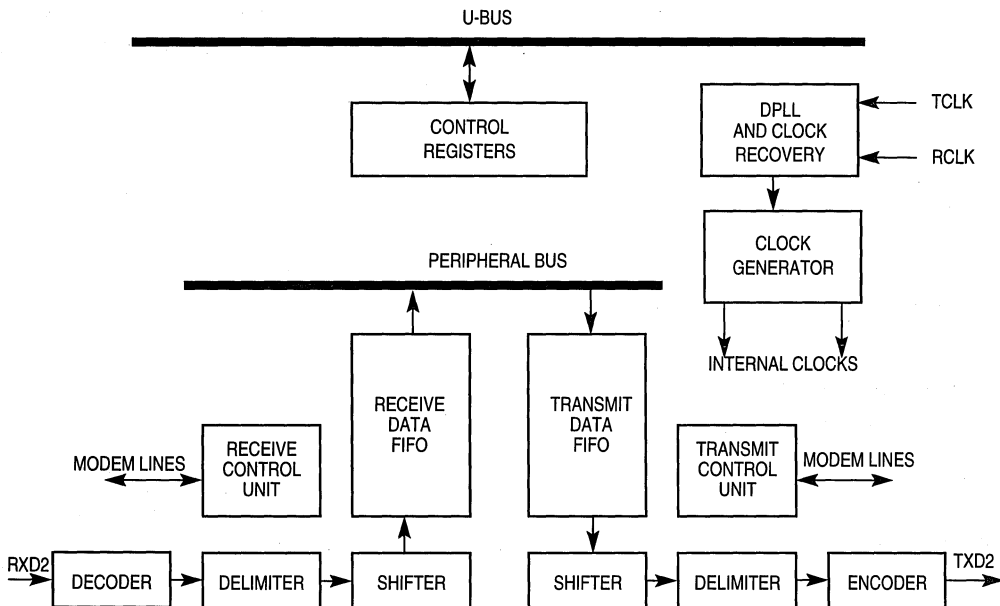 U-BUS
CONTROL
REGISTERS
DPLL
AND CLOCK
RECOVERY
TCLK
RCLK
CLOCK
GENERATOR
INTERNAL CLOCKS
PERIPHERAL BUS
RECEIVE
DATA
FIFO
TRANSMIT
DATA
FIFO
MODEM LINES
RECEIVE
CONTROL
UNIT
TRANSMIT
CONTROL
UNIT
MODEM LINES
RXD2
DECODER
DELIMITER
SHIFTER
SHIFTER
DELIMITER
ENCODER
TXD2